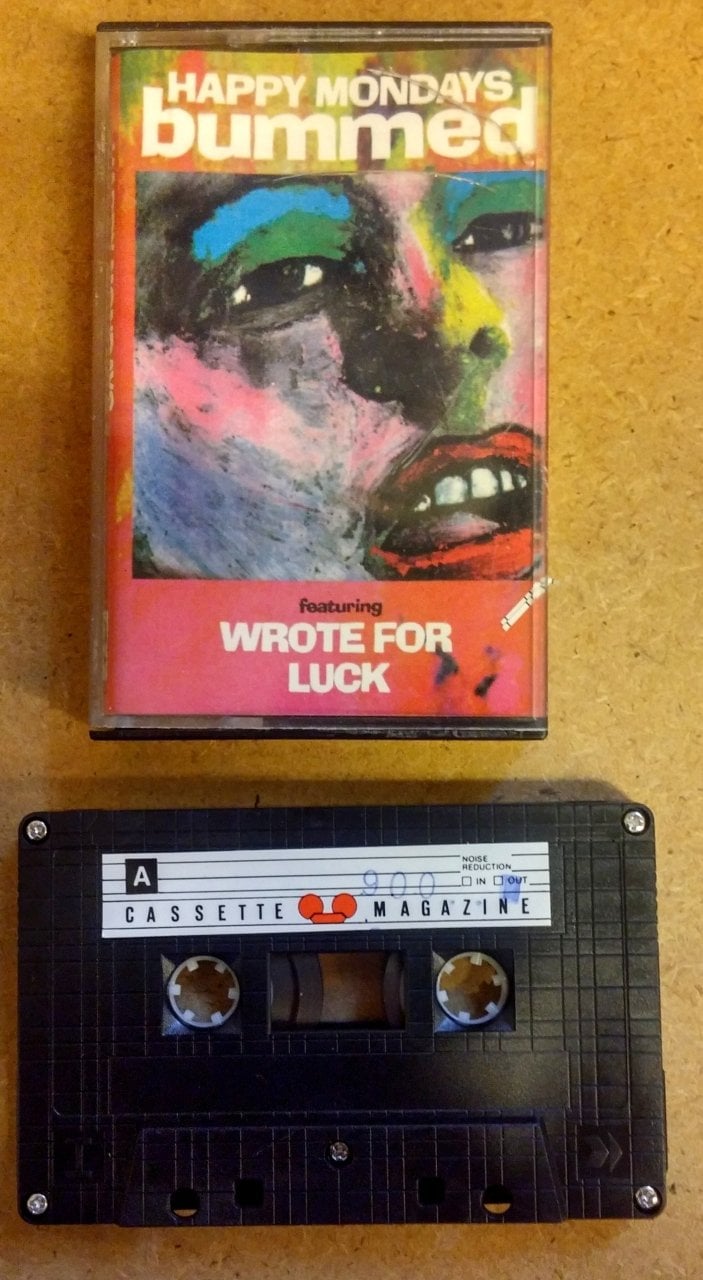 HAPPY MONDAYS
bummed
featuring
WROTE FOR
LUCK
A
900
NOISE
REDUCTION
IN OUT
CASSETTE MAGAZINE